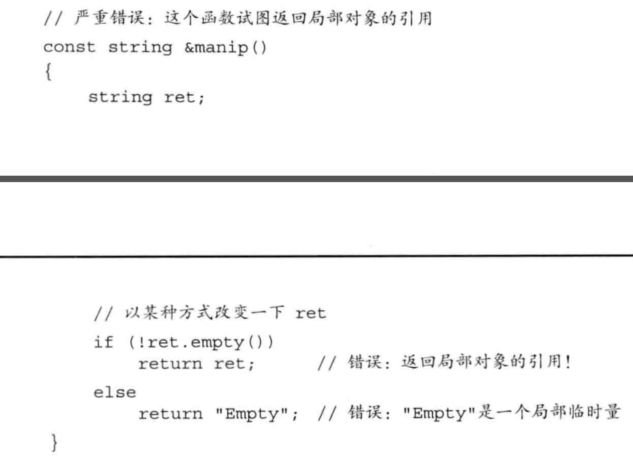 // 严重错误：这个函数试图返回局部对象的引用
const string &manip()
{
    string ret;
    // 以某种方式改变一下 ret
    if (!ret.empty())
        return ret;      // 错误：返回局部对象的引用！
    else
        return "Empty";  // 错误："Empty"是一个局部临时量
}